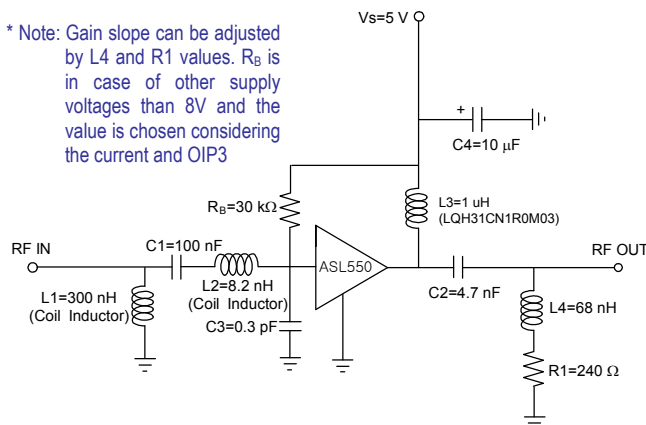 * Note: Gain slope can be adjusted
by L4 and R1 values. RB is
in case of other supply
voltages than 8V and the
value is chosen considering
the current and OIP3
Vs=5 V
+
C4=10 μF
RB=30 kΩ
L3=1 uH
(LQH31CN1R0M03)
RF IN
C1=100 nF
ASL550
RF OUT
L1=300 nH
(Coil Inductor)
L2=8.2 nH
(Coil Inductor)
C2=4.7 nF
L4=68 nH
C3=0.3 pF
R1=240 Ω